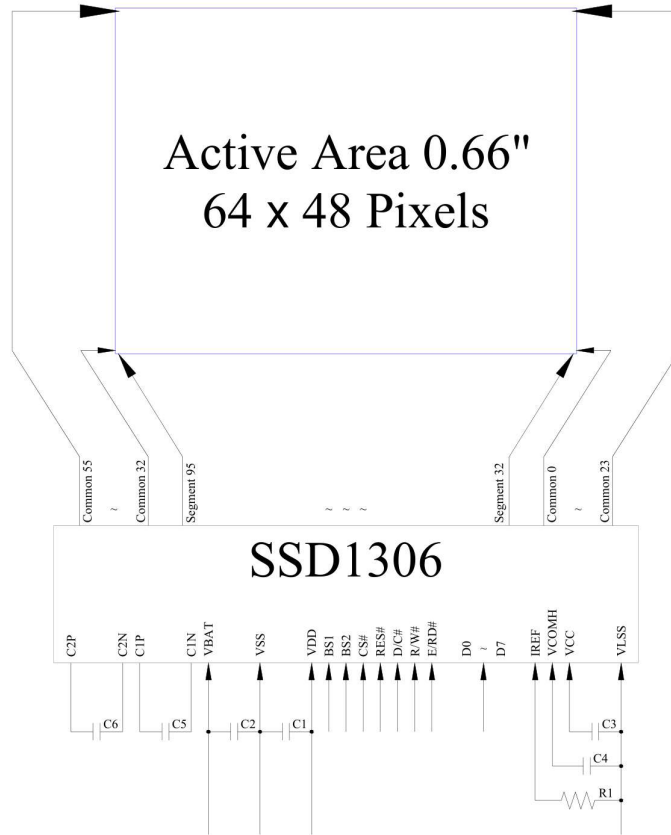 Active Area 0.66"
64 x 48 Pixels
Common 55
~
Common 32
Segment 95
~
~
~
Segment 32
Common 0
~
Common 23
SSD1306
C2P
C2N
C1P
C1N
VBAT
VSS
VDD
BS1
BS2
CS#
RES#
D/C#
R/W#
E/RD#
D0
~
D7
IREF
VCOMH
VCC
VLSS
C6
C5
C2
C1
C3
C4
R1